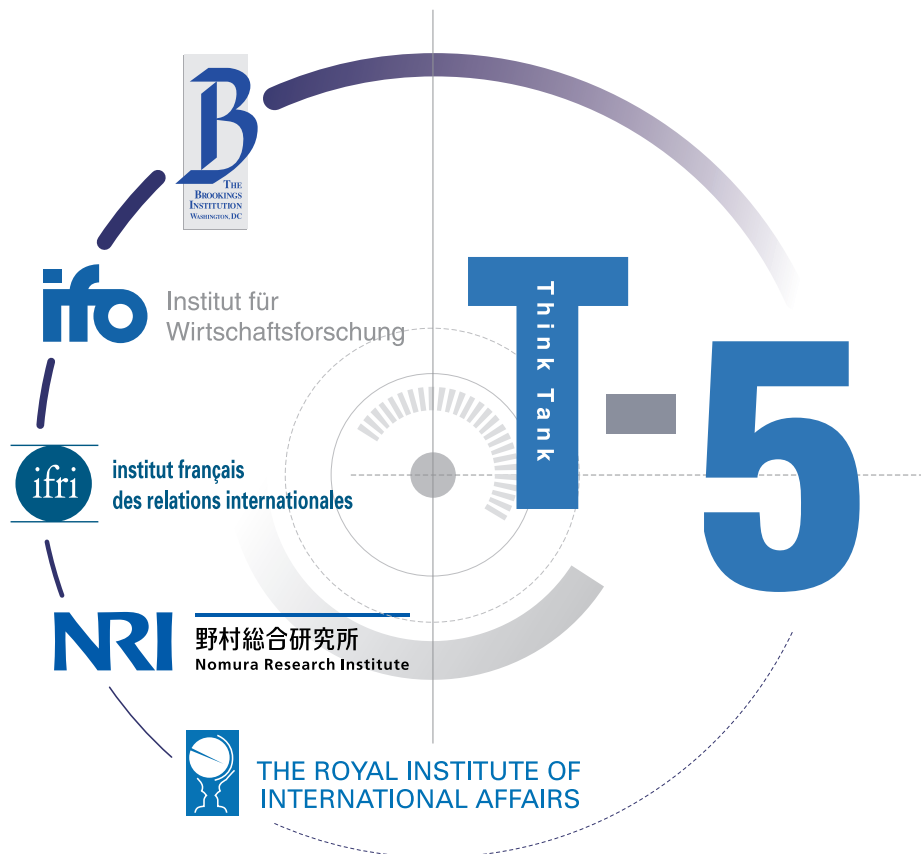 B
THE
BROOKINGS
INSTITUTION
WASHINGTON, DC
ifo
Institut für
Wirtschaftsforschung
T-5
Think Tank
ifri
institut français
des relations internationales
NRI
野村総合研究所
Nomura Research Institute
THE ROYAL INSTITUTE OF
INTERNATIONAL AFFAIRS